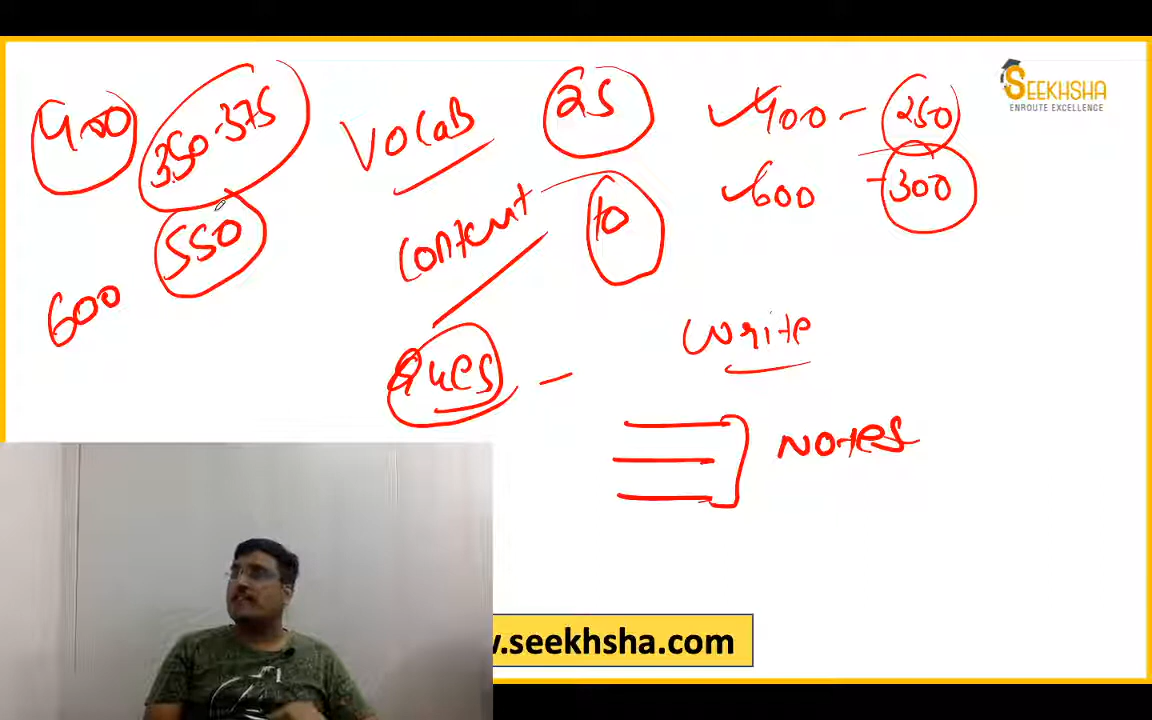 400 350-375 Vocab 25 400 - 250
550 content 10 600 - 300
600
Ques - write
Notes
SEEKHSHA
ENROUTE EXCELLENCE
w.seekhsha.com